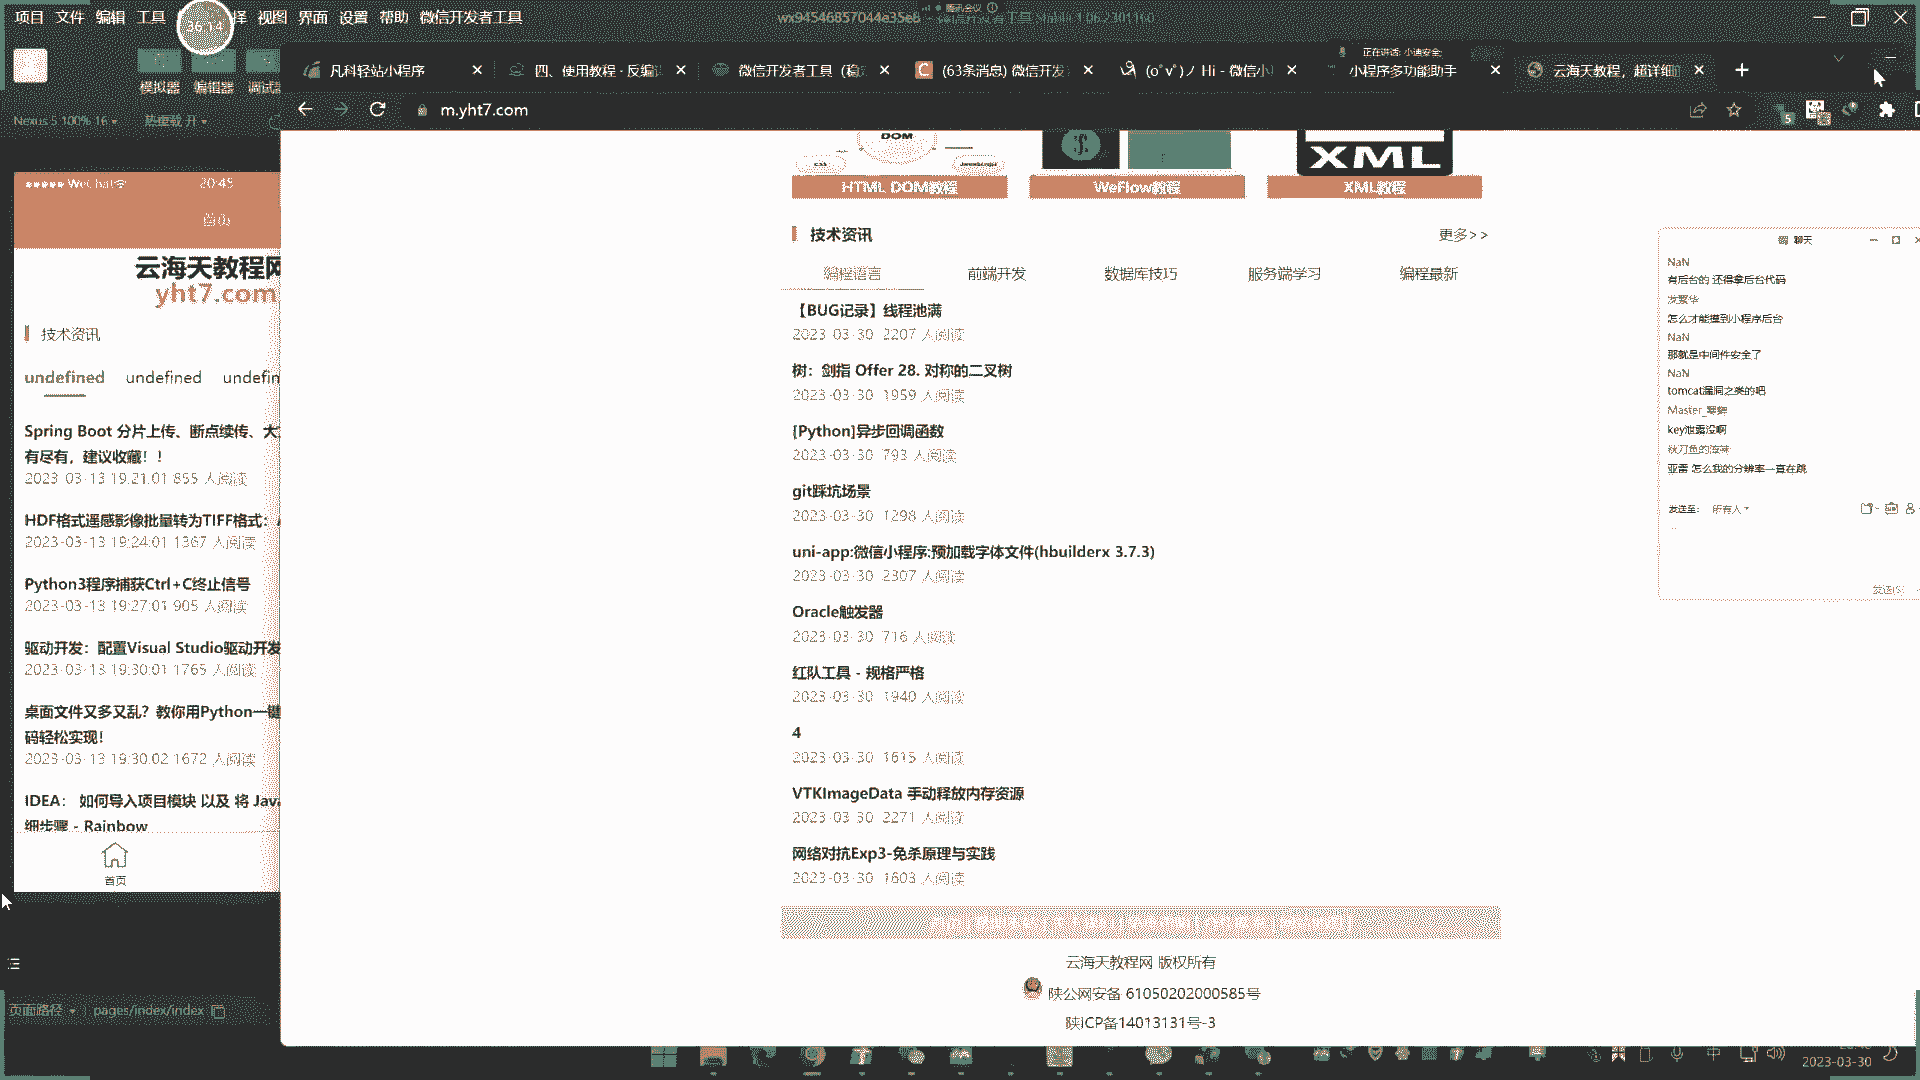 项目 文件 编辑 工具 择 视图 界面 设置 帮助 微信开发者工具
36:14
模拟器 编辑器 调试器
Nexus 5 100% 16
热重载 开
WeChat
20:45
首页
云海天教程网
yht7.com
技术资讯
undefined undefined undefin
Spring Boot 分片上传、断点续传、大
有尽有，建议收藏！！
2023-03-13 19:21:01 855 人阅读
HDF格式遥感影像批量转为TIFF格式：
2023-03-13 19:24:01 1367 人阅读
Python3程序捕获Ctrl+C终止信号
2023-03-13 19:27:01 905 人阅读
驱动开发：配置Visual Studio驱动开发
2023-03-13 19:30:01 1765 人阅读
桌面文件又多又乱？教你用Python一键
码轻松实现！
2023-03-13 19:30:02 1672 人阅读
IDEA： 如何导入项目模块 以及 将 Java
细步骤 - Rainbow
首页
页面路径
pages/index/index
凡科轻站小程序
四、使用教程 · 反编
微信开发者工具（稳
(63条消息) 微信开发
(oˇvˇ)ノ Hi - 微信小
正在讲话: 小迪安全;
小程序多功能助手
云海天教程，超详细
m.yht7.com
DOM
HTML DOM教程
WeFlow教程
XML
XML教程
技术资讯
更多>>
编程语言 前端开发 数据库技巧 服务端学习 编程最新
【BUG记录】线程池满
2023-03-30 2207 人阅读
树：剑指 Offer 28. 对称的二叉树
2023-03-30 1959 人阅读
[Python]异步回调函数
2023-03-30 793 人阅读
git踩坑场景
2023-03-30 1298 人阅读
uni-app:微信小程序:预加载字体文件(hbuilderx 3.7.3)
2023-03-30 2307 人阅读
Oracle触发器
2023-03-30 716 人阅读
红队工具 - 规格严格
2023-03-30 1940 人阅读
4
2023-03-30 1615 人阅读
VTKImageData 手动释放内存资源
2023-03-30 2271 人阅读
网络对抗Exp3-免杀原理与实践
2023-03-30 1603 人阅读
云海天教程网 版权所有
陕公网安备 61050202000585号
陕ICP备14013131号-3
聊天
NaN
有后台的 还得拿后台代码
发繁华
怎么才能撞到小程序后台
NaN
那就是中间件安全了
NaN
tomcat漏洞之类的吧
key泄露没啊
亚雷 怎么我的分辨率一直在跳
发送至: 所有人
发送(S)
5
中
2023-03-30